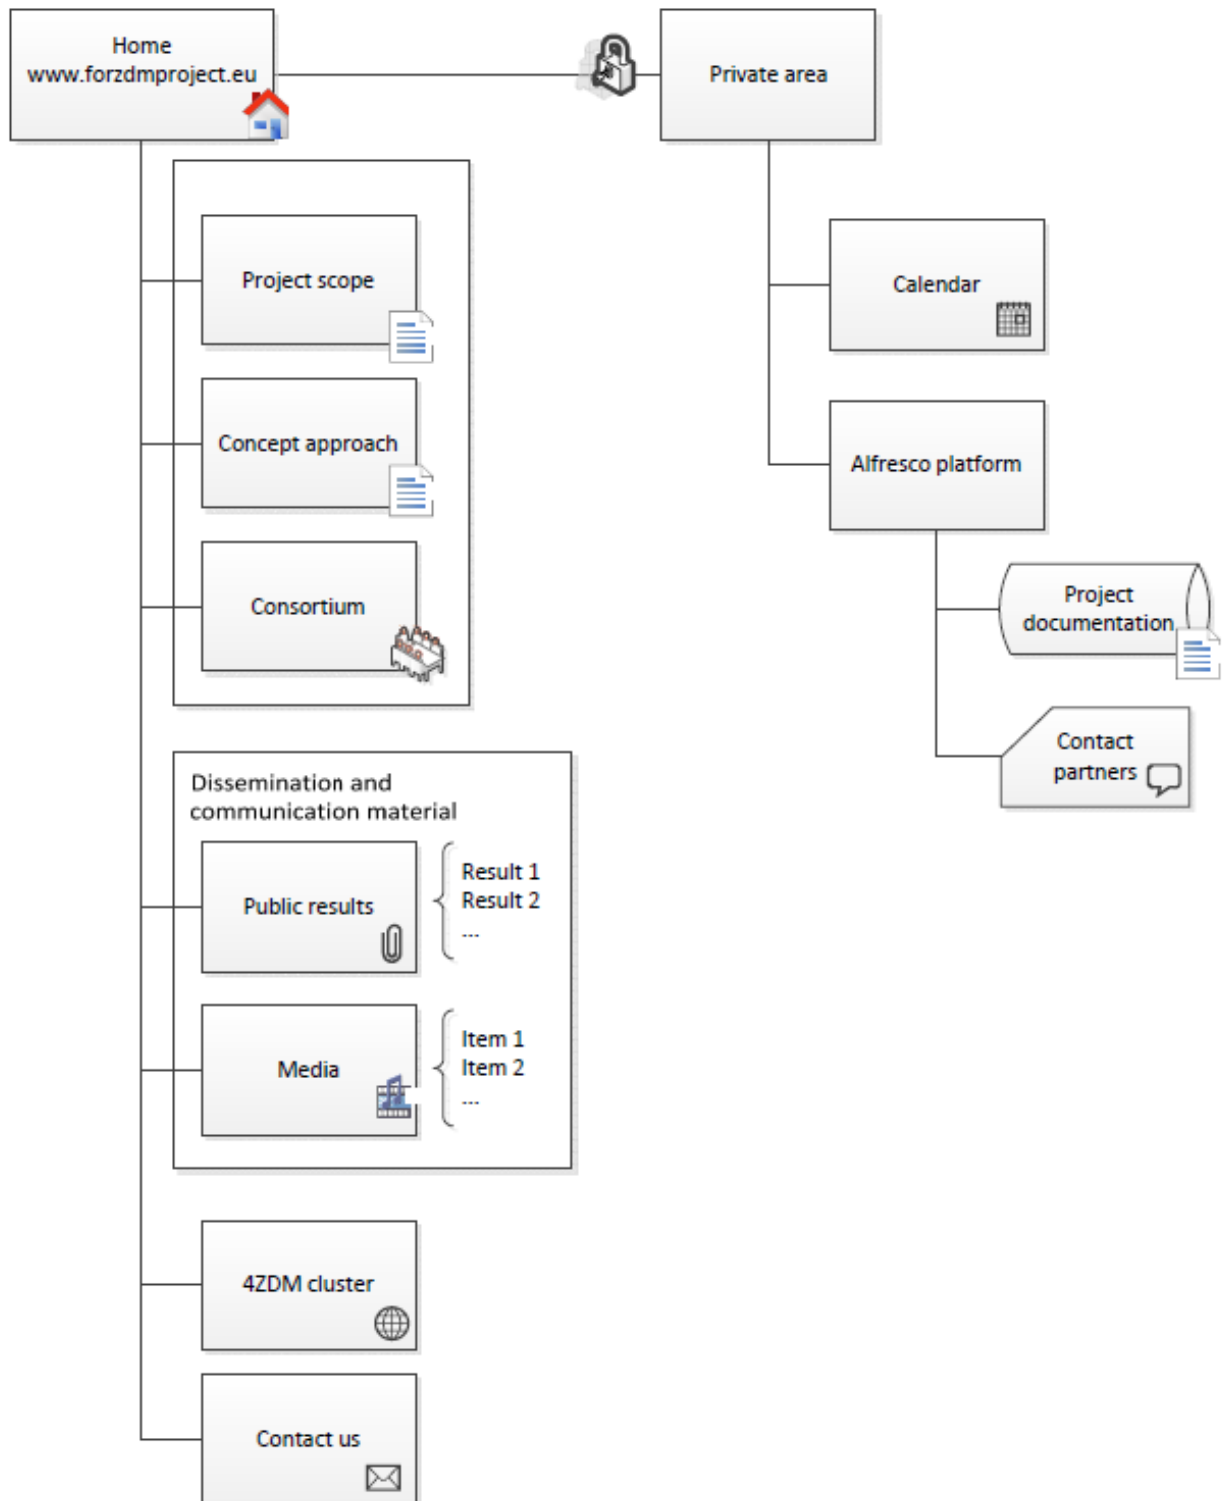 Home
www.forzdmproject.eu
Private area
Project scope
Calendar
Concept approach
Alfresco platform
Consortium
Project
documentation
Contact
partners
Dissemination and
communication material
Public results
Result 1
Result 2
...
Media
Item 1
Item 2
...
4ZDM cluster
Contact us